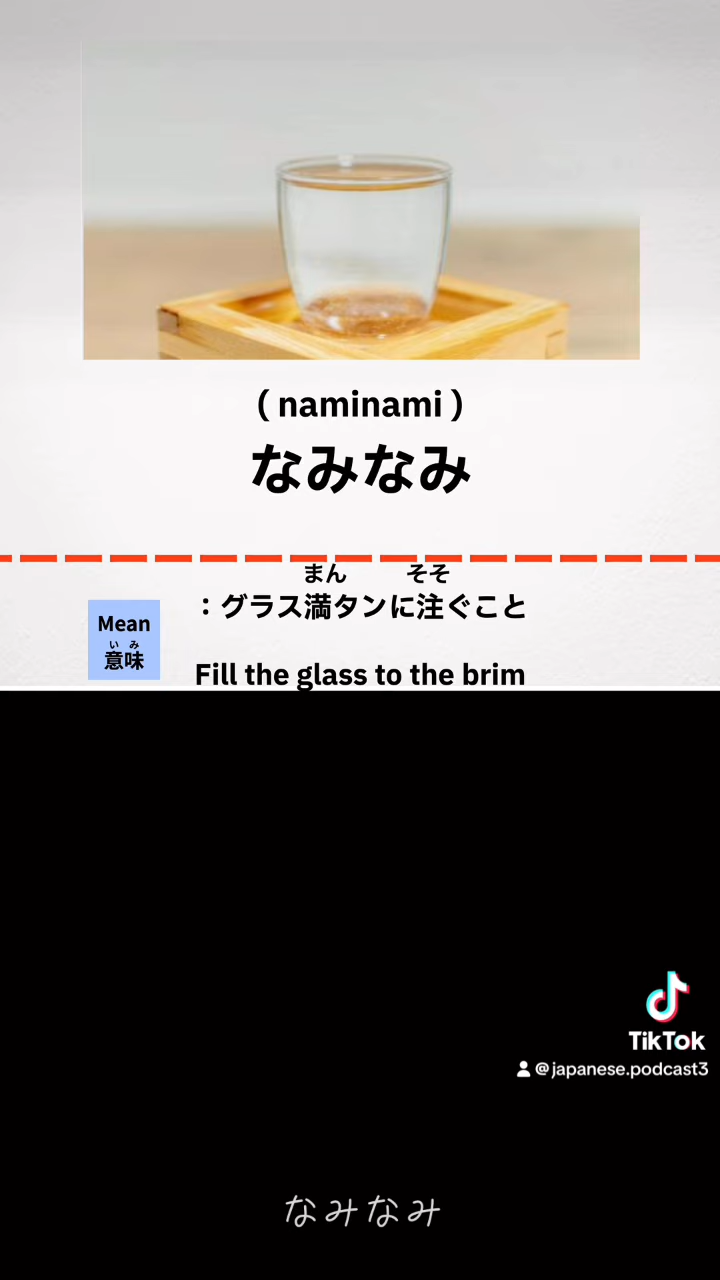 ( naminami )
なみなみ
まん そそ
：グラス満タンに注ぐこと
Mean
い み
意味
Fill the glass to the brim
TikTok
@japanese.podcast3
なみなみ